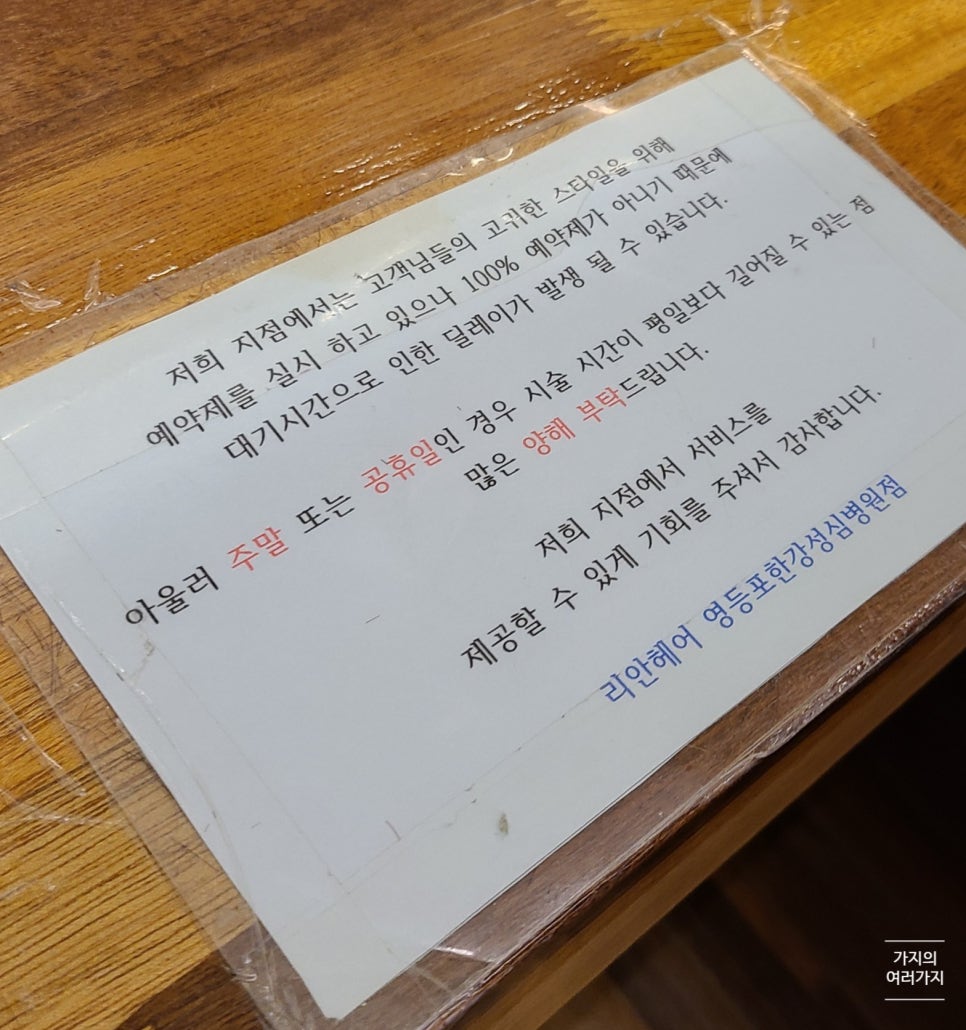 저희 지점에서는 고객님들의 고귀한 스타일을 위해
예약제를 실시 하고 있으나 100% 예약제가 아니기 때문에
대기시간으로 인한 딜레이가 발생 될 수 있습니다.
아울러 주말 또는 공휴일인 경우 시술 시간이 평일보다 길어질 수 있는 점
많은 양해 부탁드립니다.
저희 지점에서 서비스를
제공할 수 있게 기회를 주셔서 감사합니다.
리안헤어 영등포한강성심병원점
가지의
여러가지